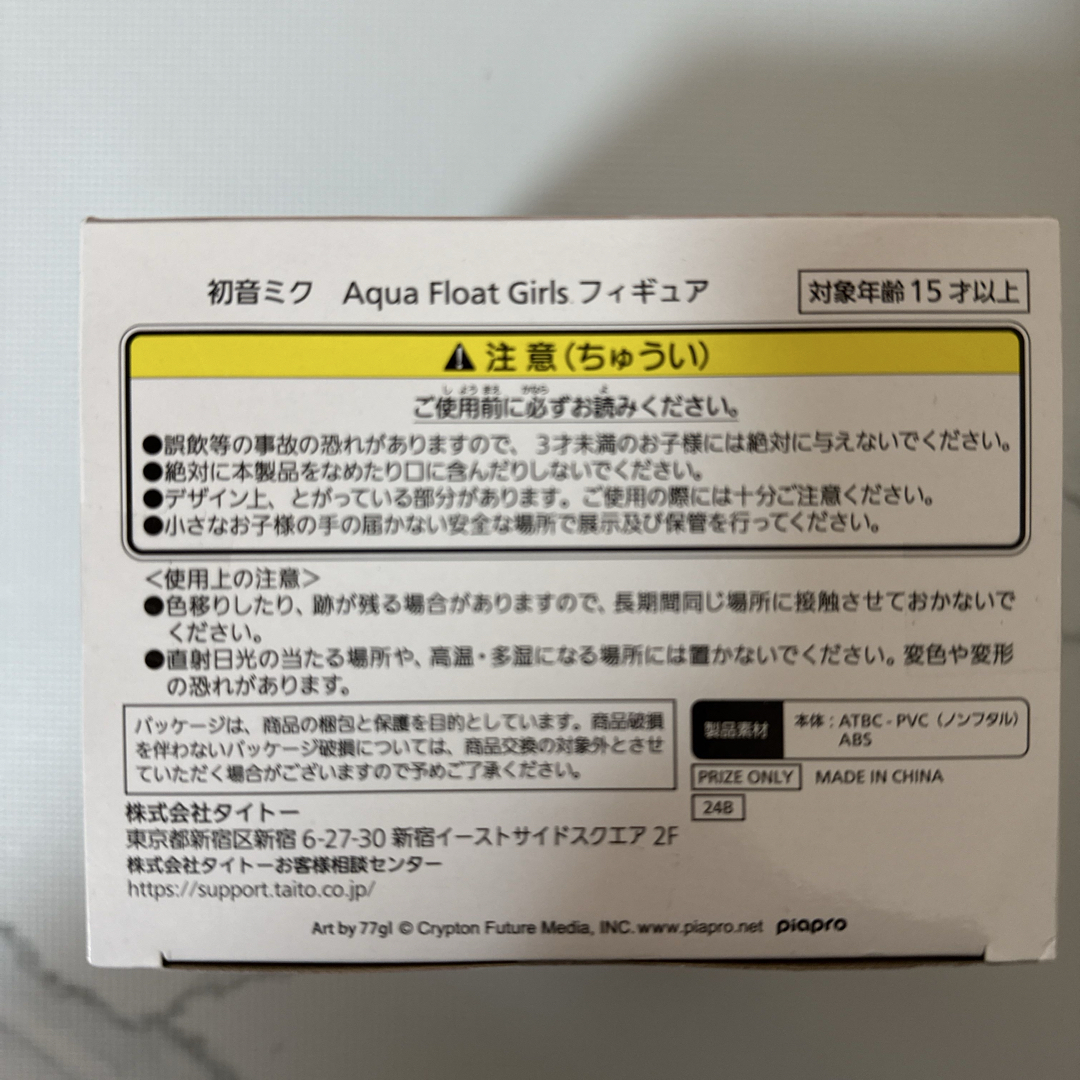 初音ミク Aqua Float Girls フィギュア
対象年齢 15 才以上
注意(ちゅうい)
ご使用前に必ずお読みください。
●誤飲等の事故の恐れがありますので、3才未満のお子様には絶対に与えないでください。
●絶対に本製品をなめたり口に含んだりしないでください。
●デザイン上、とがっている部分があります。ご使用の際には十分ご注意ください。
●小さなお子様の手の届かない安全な場所で展示及び保管を行ってください。
＜使用上の注意＞
●色移りしたり、跡が残る場合がありますので、長期間同じ場所に接触させておかないで
ください。
●直射日光の当たる場所や、高温・多湿になる場所には置かないでください。変色や変形
の恐れがあります。
パッケージは、商品の梱包と保護を目的としています。商品破損
を伴わないパッケージ破損については、商品交換の対象外とさせ
ていただく場合がございますので予めご了承ください。
製品素材
本体：ATBC-PVC（ノンフタル）
ABS
PRIZE ONLY MADE IN CHINA
24B
株式会社タイトー
東京都新宿区新宿 6-27-30 新宿イーストサイドスクエア 2F
株式会社タイトーお客様相談センター
https://support.taito.co.jp/
Art by 77gl © Crypton Future Media, INC. www.piapro.net piapro